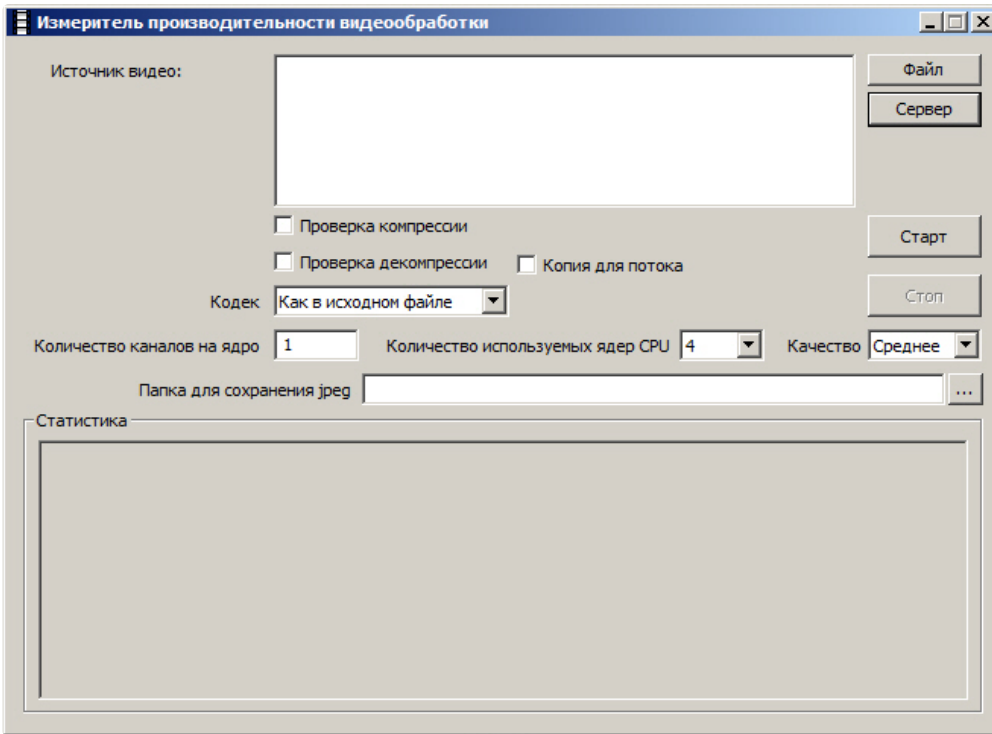 Измеритель производительности видеообработки
Источник видео:
Файл
Сервер
Проверка компрессии
Старт
Проверка декомпрессии Копия для потока
Кодек Как в исходном файле
Стоп
Количество каналов на ядро 1 Количество используемых ядер CPU 4 Качество Среднее
Папка для сохранения jpeg ...
Статистика